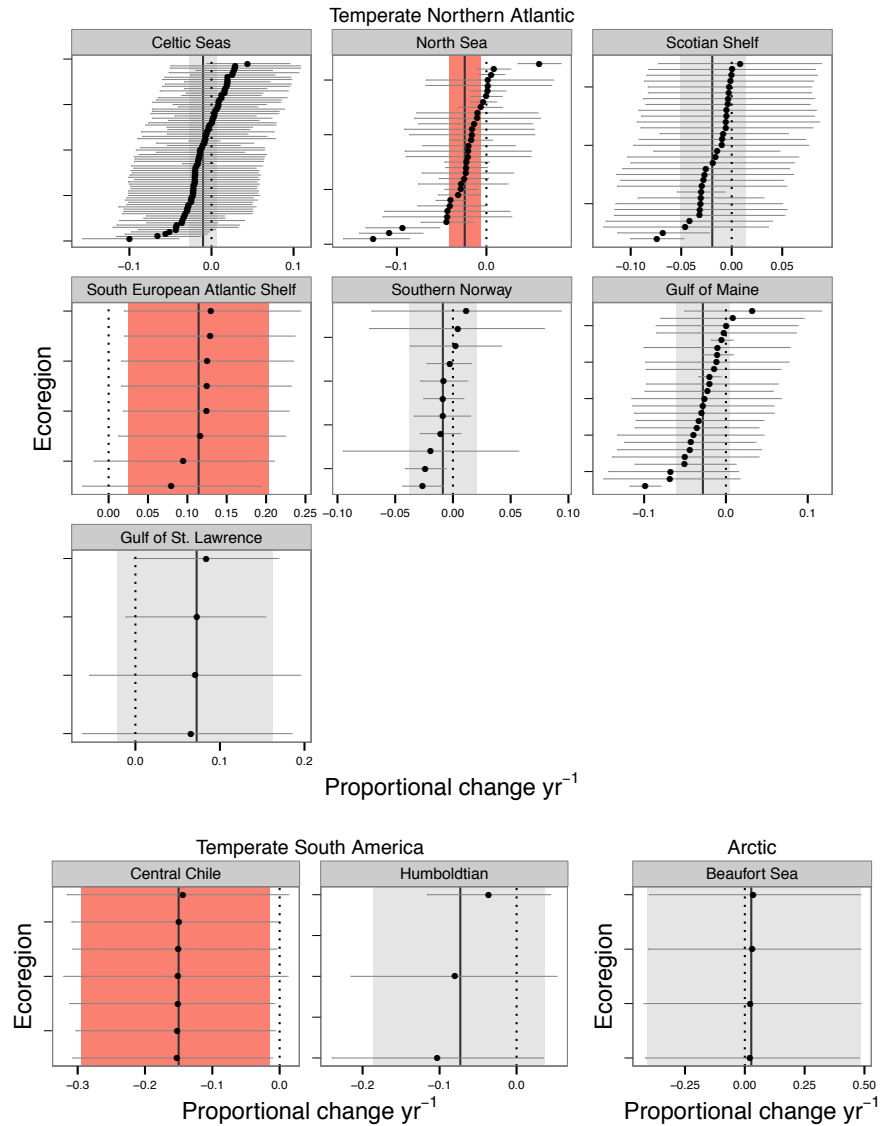 Temperate Northern Atlantic
Celtic Seas North Sea Scotian Shelf
−0.1 0.0 0.1 −0.1 0.0 −0.10 −0.05 0.00 0.05
South European Atlantic Shelf Southern Norway Gulf of Maine
Ecoregion
0.00 0.05 0.10 0.15 0.20 0.25 −0.10 −0.05 0.00 0.05 0.10 −0.1 0.0 0.1
Gulf of St. Lawrence
0.0 0.1 0.2
Proportional change yr⁻¹
Temperate South America Arctic
Central Chile Humboldtian Beaufort Sea
Ecoregion Ecoregion
−0.3 −0.2 −0.1 0.0 −0.2 −0.1 0.0 −0.25 0.00 0.25 0.50
Proportional change yr⁻¹ Proportional change yr⁻¹